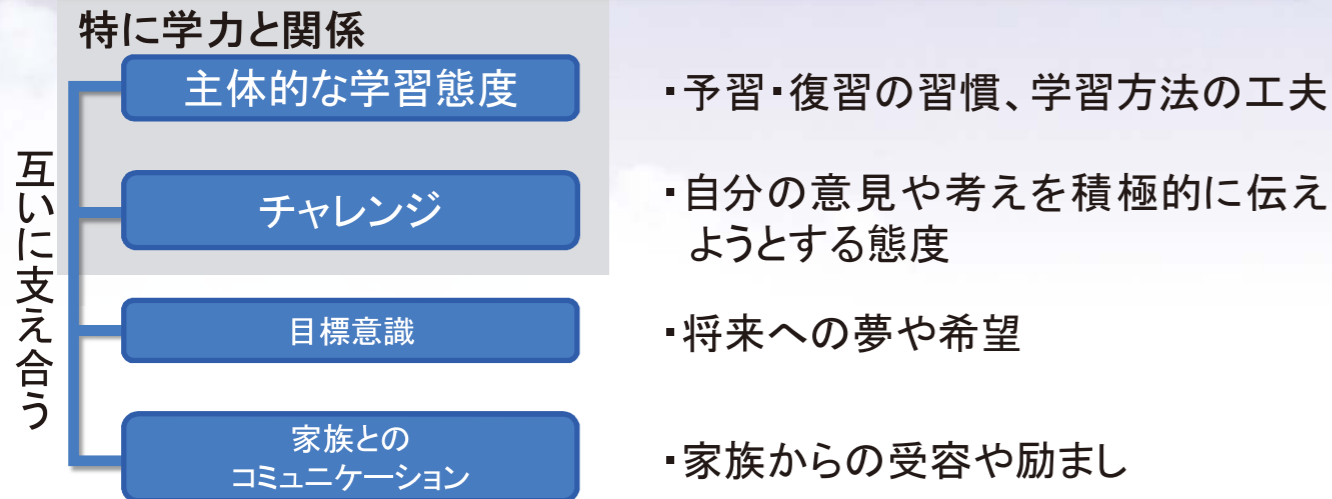 特に学力と関係
主体的な学習態度
・予習・復習の習慣、学習方法の工夫
チャレンジ
・自分の意見や考えを積極的に伝え
ようとする態度
互いに支え合う
目標意識
・将来への夢や希望
家族との
コミュニケーション
・家族からの受容や励まし